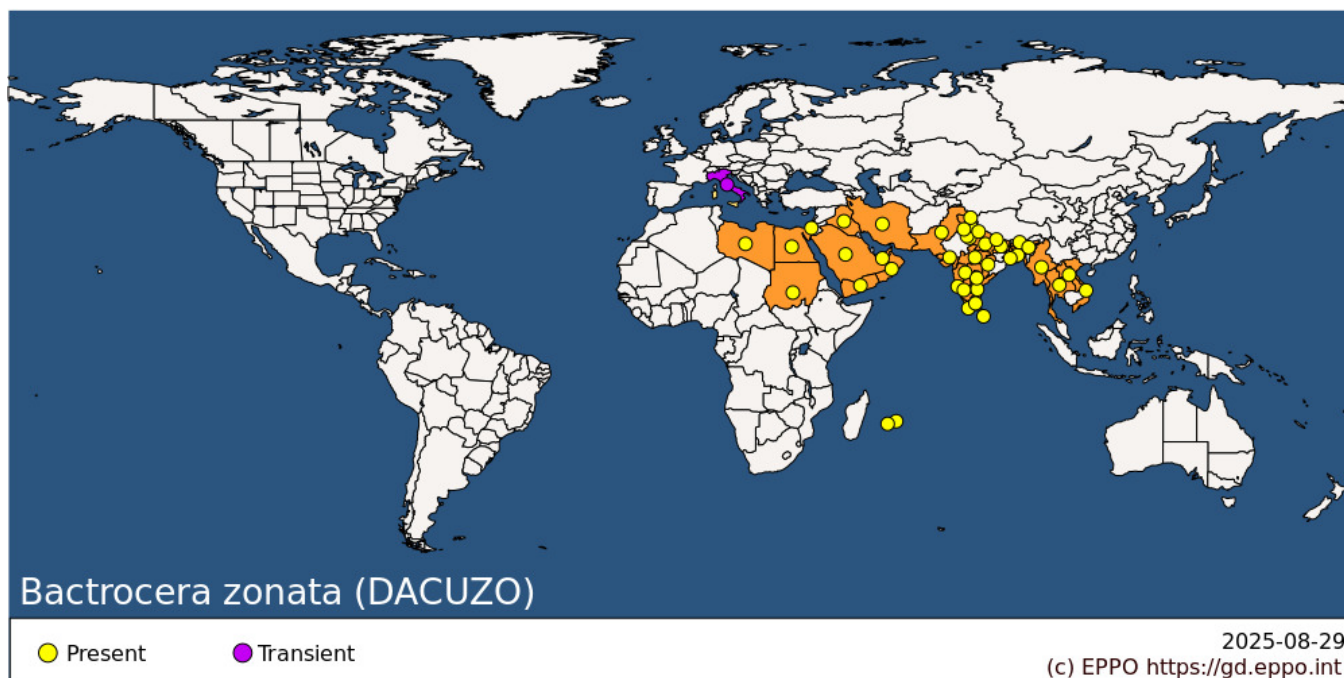 Bactrocera zonata (DACUZO)
Present
Transient
2025-08-29
(c) EPPO https://gd.eppo.int